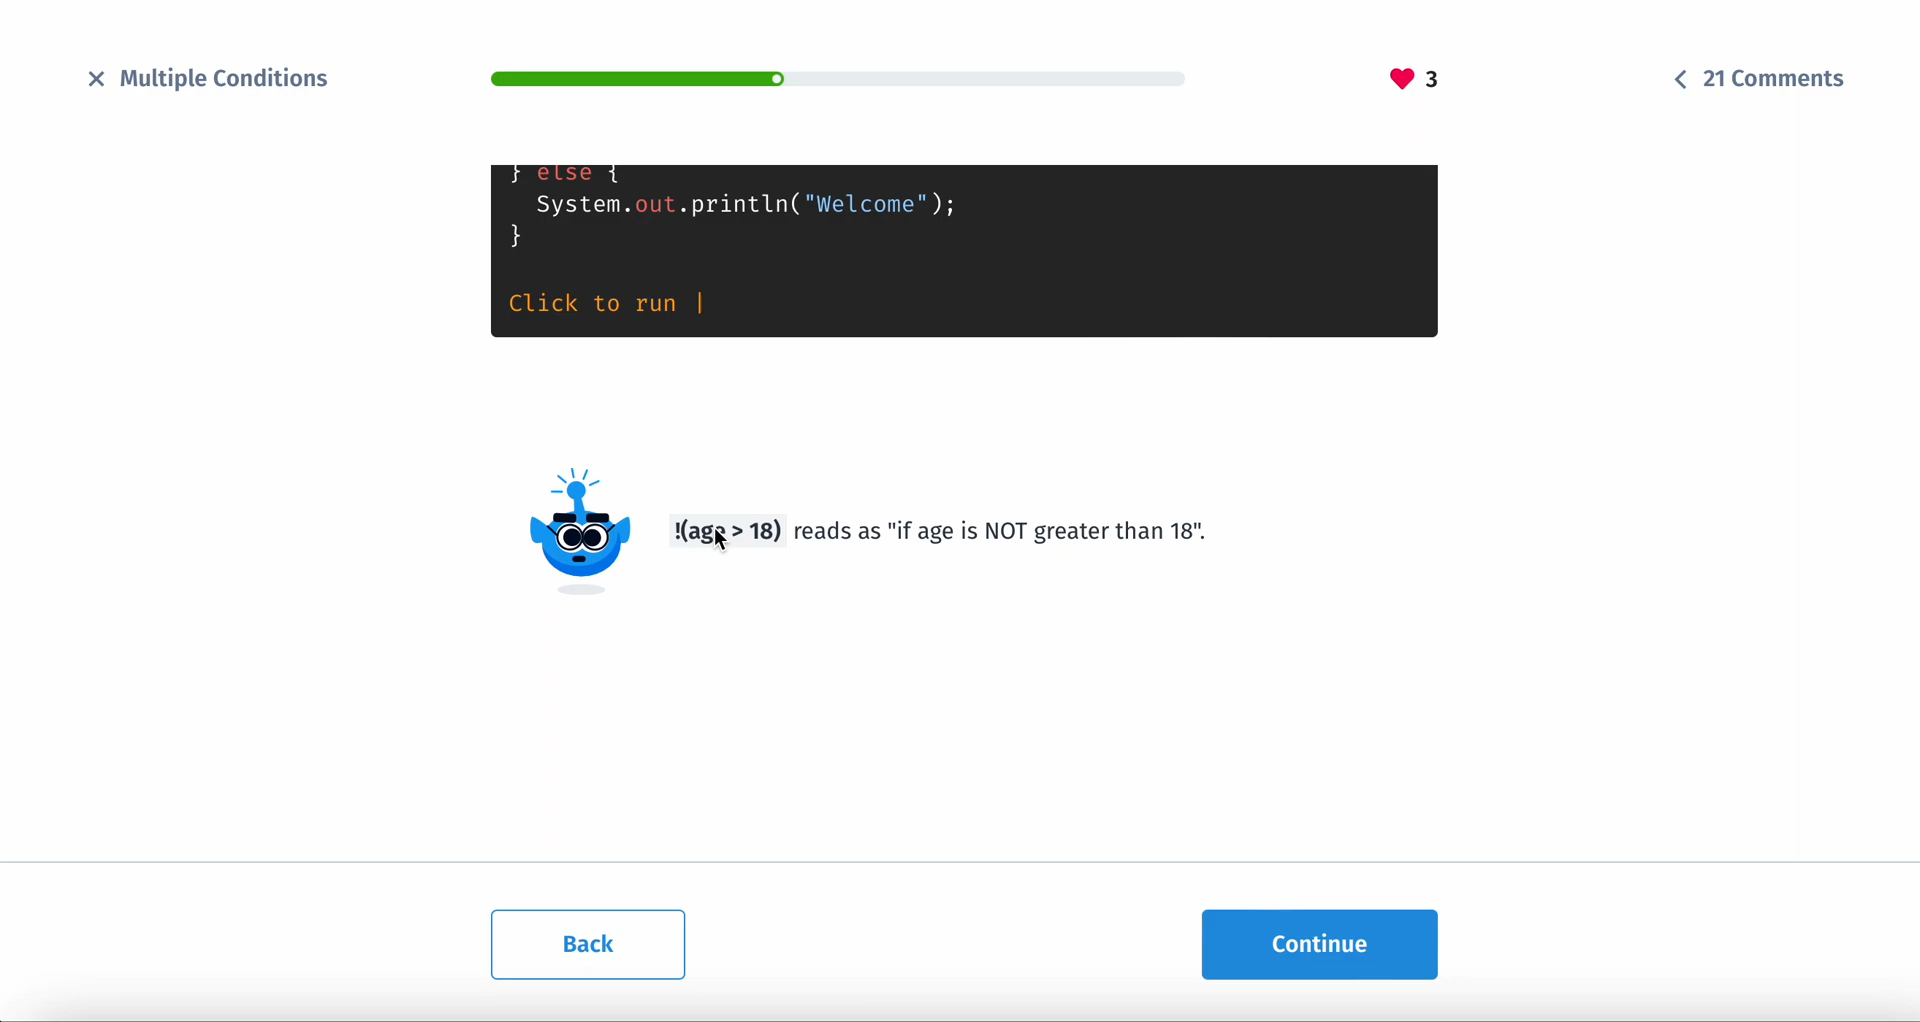 Multiple Conditions
3
21 Comments
} else {
System.out.println("Welcome");
}
Click to run |
!(age > 18) reads as "if age is NOT greater than 18".
Back
Continue